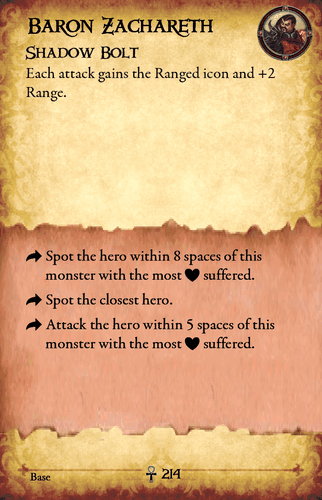 Baron Zachareth
Shadow Bolt
Each attack gains the Ranged icon and +2
Range.
Spot the hero within 8 spaces of this
monster with the most ♥ suffered.
Spot the closest hero.
Attack the hero within 5 spaces of this
monster with the most ♥ suffered.
Base
☥ 214